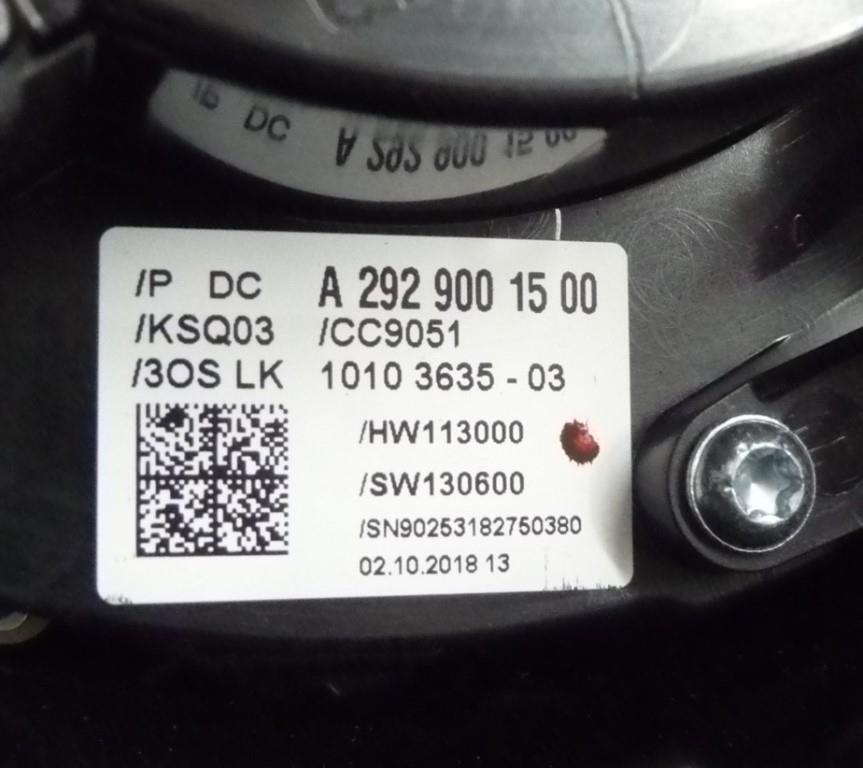 /P DC A 292 900 15 00
/KSQ03 /CC9051
/3OS LK 1010 3635 - 03
/HW113000
/SW130600
/SN90253182750380
02.10.2018 13